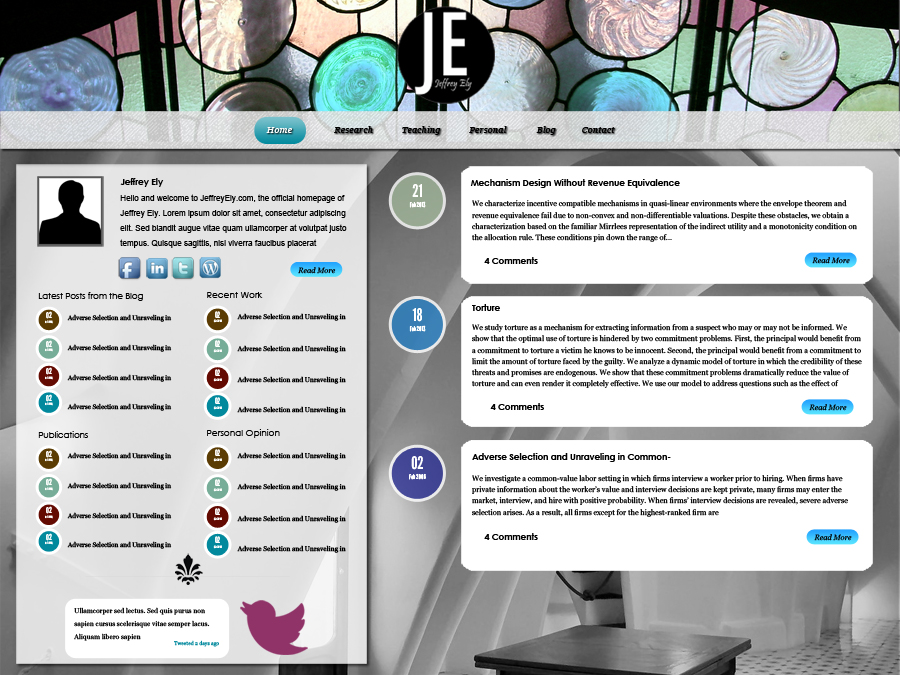 JE
Jeffrey Ely
Home Research Teaching Personal Blog Contact
Jeffrey Ely
Hello and welcome to JeffreyEly.com, the official homepage of
Jeffrey Ely. Lorem ipsum dolor sit amet, consectetur adipiscing
elit. Sed blandit augue vitae quam ullamcorper at volutpat justo
tempus. Quisque sagittis, nisl viverra faucibus placerat
f in t W
Read More
Latest Posts from the Blog
02
Adverse Selection and Unraveling in
02
Adverse Selection and Unraveling in
02
Adverse Selection and Unraveling in
02
Adverse Selection and Unraveling in
Recent Work
02
Adverse Selection and Unraveling in
02
Adverse Selection and Unraveling in
02
Adverse Selection and Unraveling in
02
Adverse Selection and Unraveling in
Publications
02
Adverse Selection and Unraveling in
02
Adverse Selection and Unraveling in
02
Adverse Selection and Unraveling in
02
Adverse Selection and Unraveling in
Personal Opinion
02
Adverse Selection and Unraveling in
02
Adverse Selection and Unraveling in
02
Adverse Selection and Unraveling in
02
Adverse Selection and Unraveling in
Ullamcorper sed lectus. Sed quis purus non
sapien cursus scelerisque vitae semper lacus.
Aliquam libero sapien
Tweeted 2 days ago
21
Feb
Mechanism Design Without Revenue Equivalence
We characterize incentive compatible mechanisms in quasi-linear environments where the envelope theorem and
revenue equivalence fail due to non-convex and non-differentiable valuations. Despite these obstacles, we obtain a
characterization based on the familiar Mirrlees representation of the indirect utility and a monotonicity condition on
the allocation rule. These conditions pin down the range of...
4 Comments
Read More
18
Feb
Torture
We study torture as a mechanism for extracting information from a suspect who may or may not be informed. We
show that the optimal use of torture is hindered by two commitment problems. First, the principal would benefit from
a commitment to torture a victim he knows to be innocent. Second, the principal would benefit from a commitment to
limit the amount of torture faced by the guilty. We analyze a dynamic model of torture in which the credibility of these
threats and promises are endogenous. We show that these commitment problems dramatically reduce the value of
torture and can even render it completely effective. We use our model to address questions such as the effect of
4 Comments
Read More
02
Feb
Adverse Selection and Unraveling in Common-
We investigate a common-value labor setting in which firms interview a worker prior to hiring. When firms have
private information about the worker's value and interview decisions are kept private, many firms may enter the
market, interview, and hire with positive probability. When firms' interview decisions are revealed, severe adverse
selection arises. As a result, all firms except for the highest-ranked firm are
4 Comments
Read More